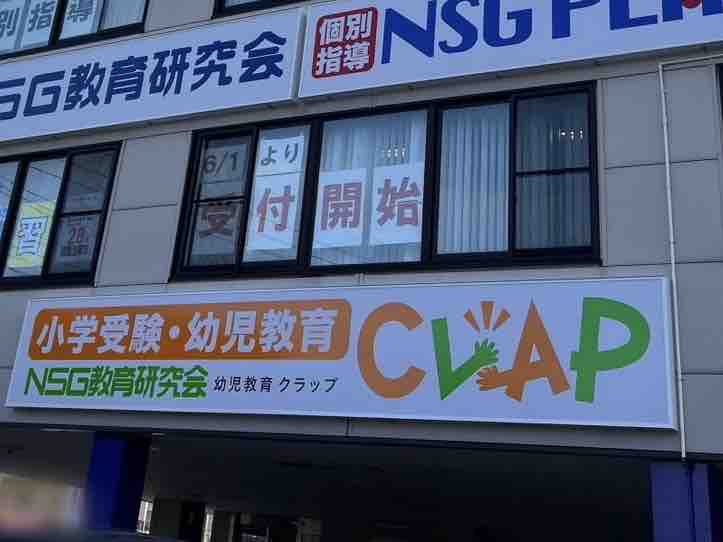 別指導
NSG教育研究会
個別
指導
NSG
6/1より
受付開始
習
28
小学受験・幼児教育
NSG教育研究会
幼児教育 クラップ
CLAP